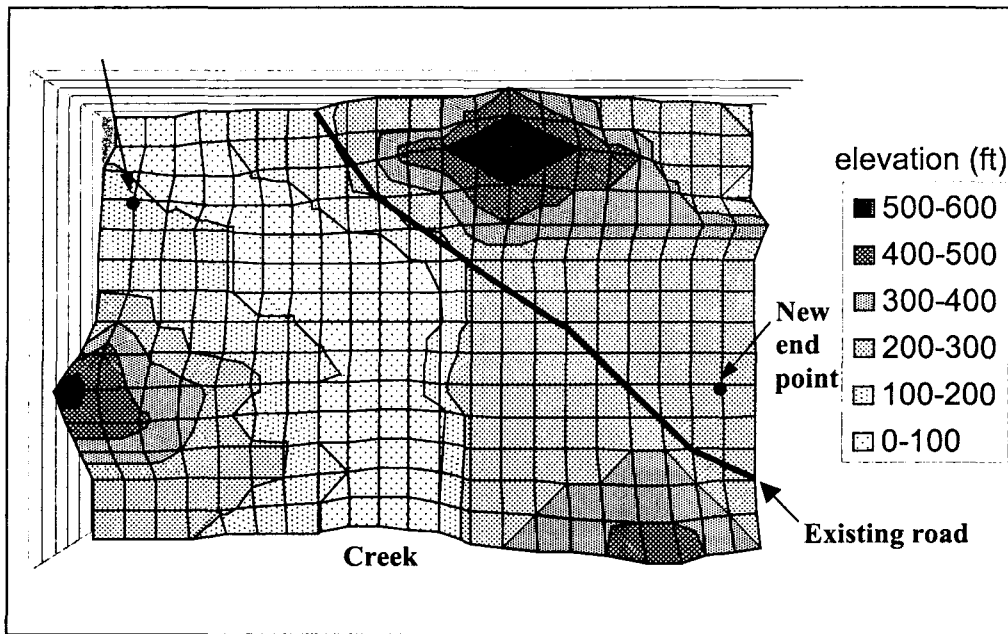 elevation (ft)
500-600
400-500
300-400
200-300
100-200
0-100
New
end
point
Existing road
Creek